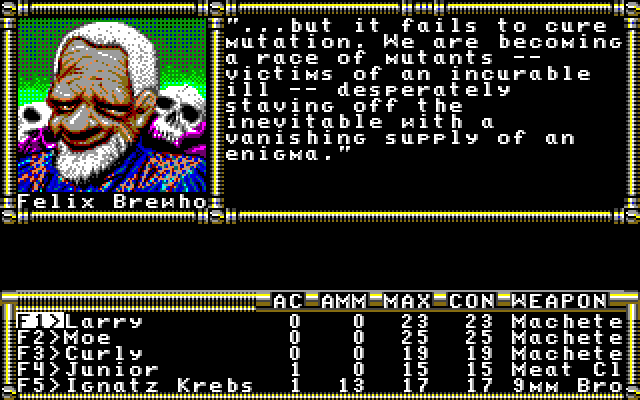 "...but it fails to cure
mutation. We are becoming
a race of mutants --
victims of an incurable
ill -- desperately
staving off the
inevitable with a
vanishing supply of an
enigma."
Felix Brewho
AC AMM MAX CON WEAPON
F1>Larry 0 0 23 23 Machete
F2>Moe 0 0 25 25 Machete
F3>Curly 0 0 19 19 Machete
F4>Junior 1 0 15 15 Meat Cl
F5>Ignatz Krebs 1 13 17 17 9mm Bro